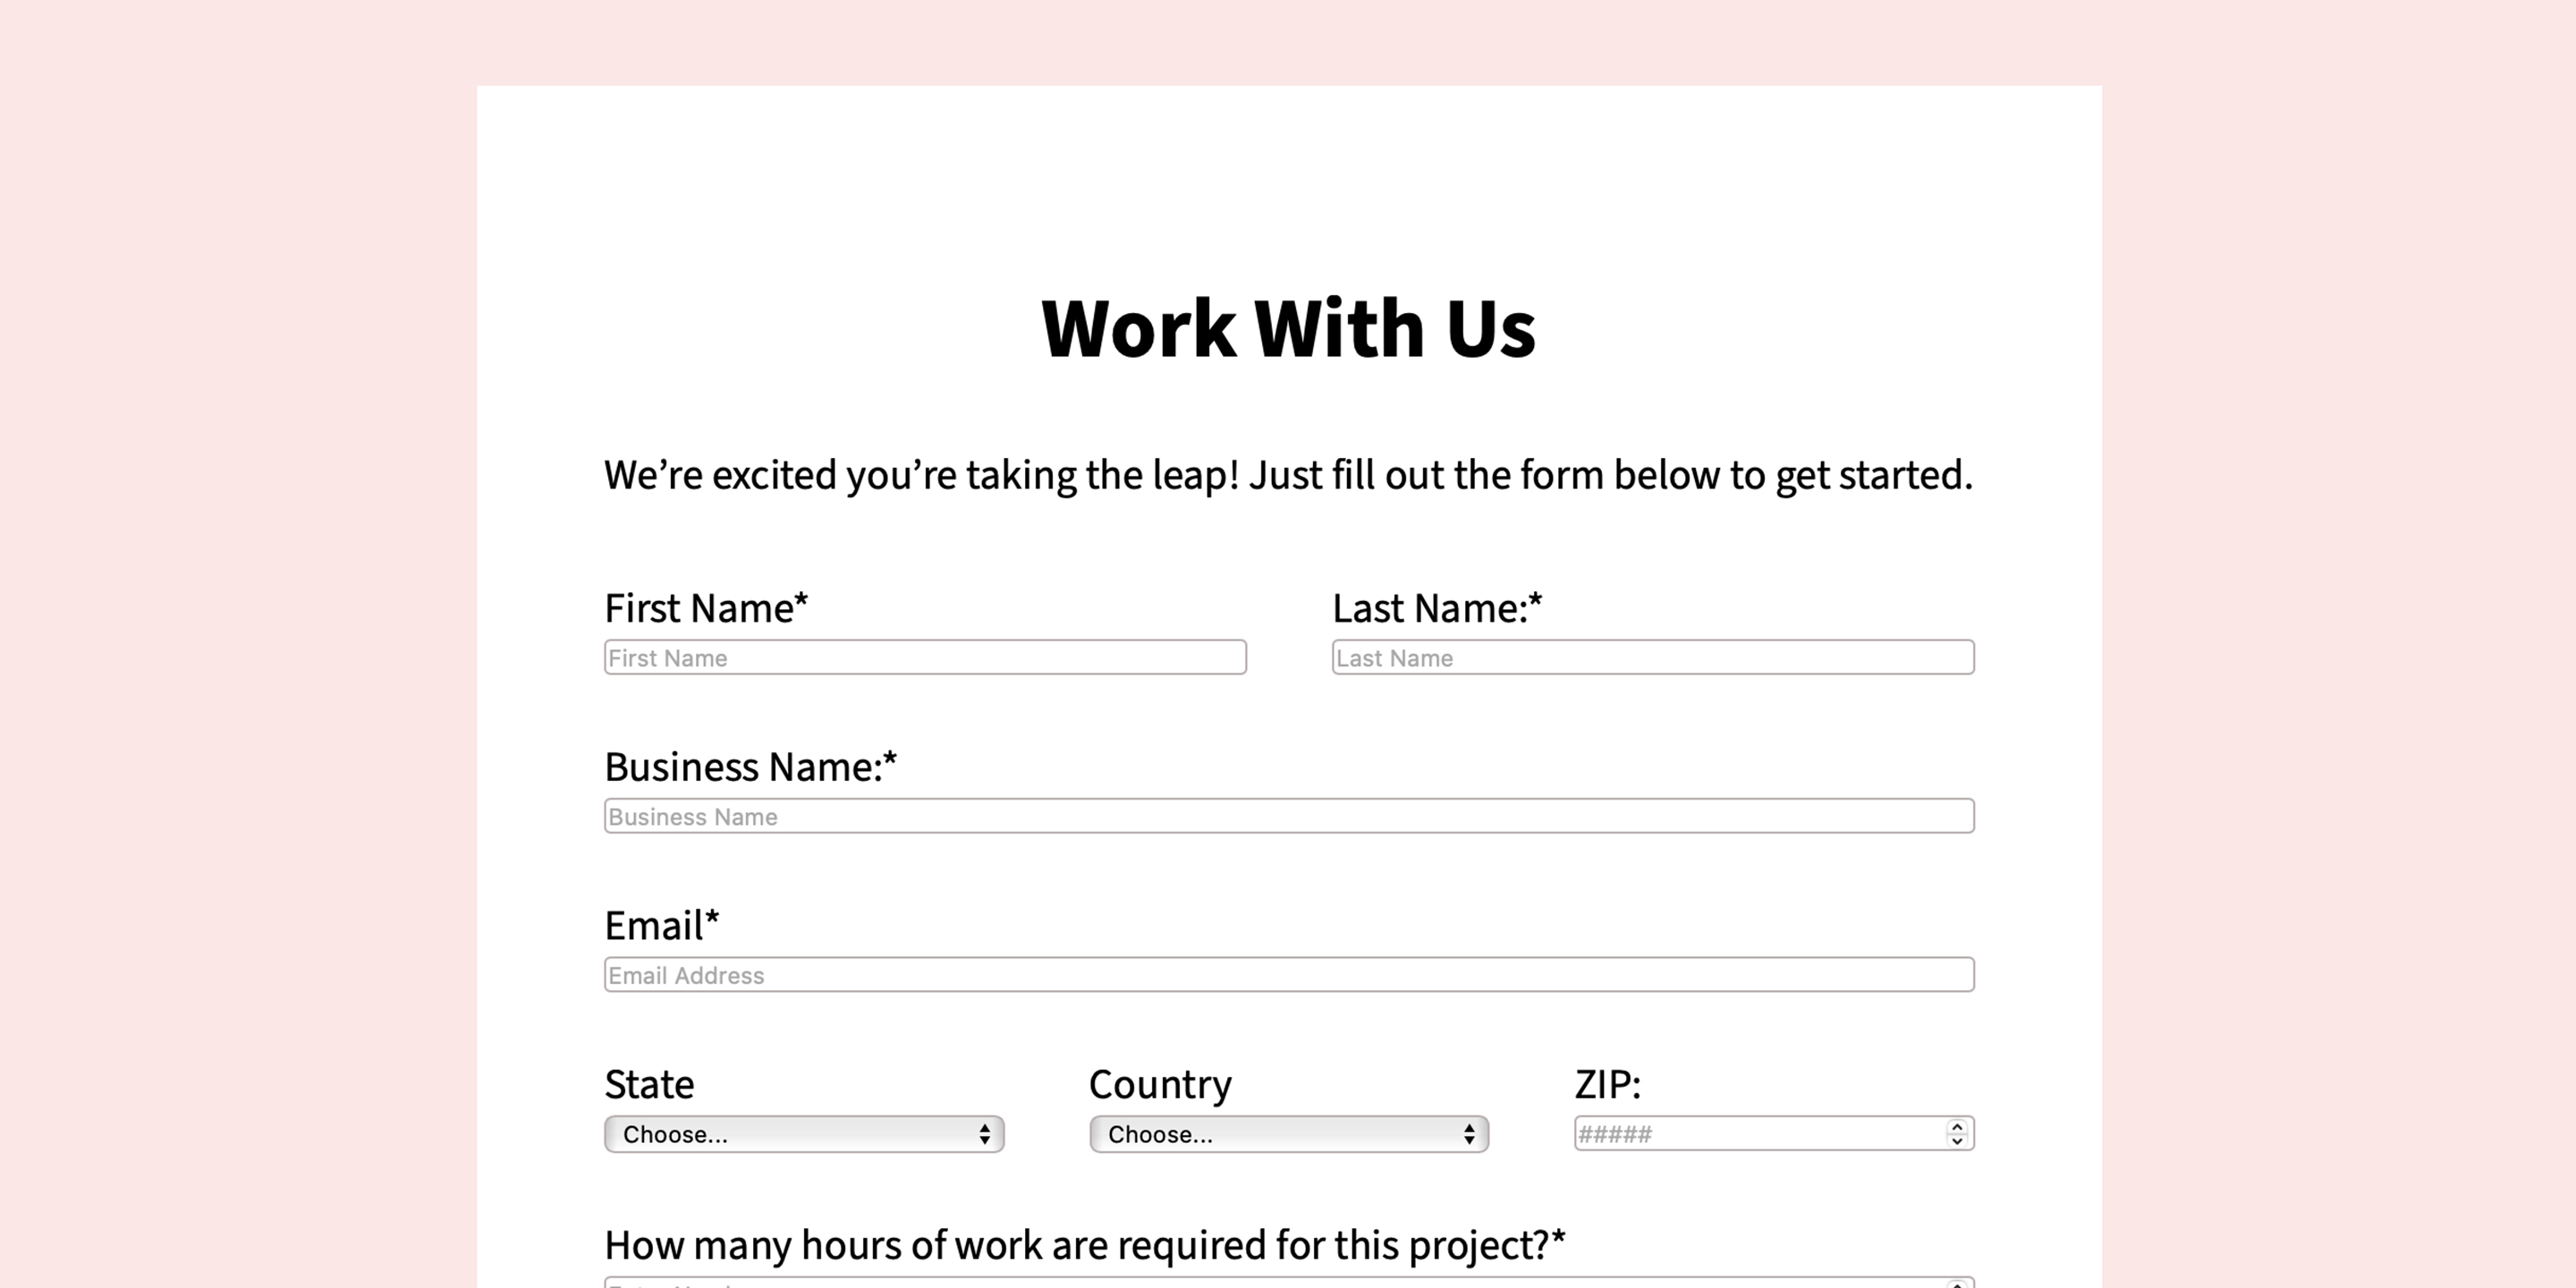 Work With Us
We’re excited you’re taking the leap! Just fill out the form below to get started.
First Name* Last Name:*
First Name Last Name
Business Name:*
Business Name
Email*
Email Address
State Country ZIP:
Choose... Choose... #####
How many hours of work are required for this project?*